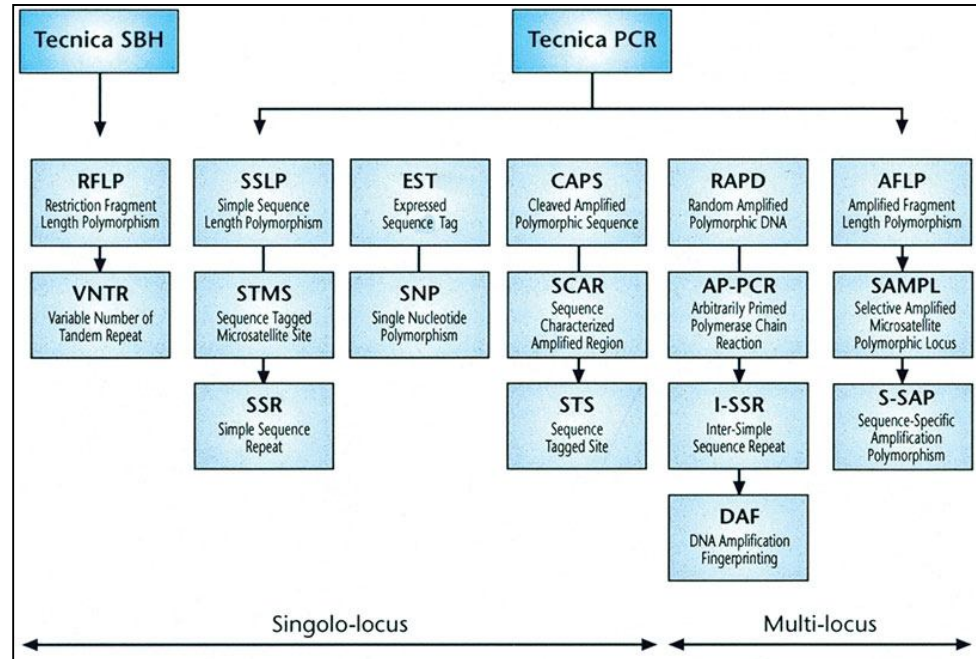 Tecnica SBH
Tecnica PCR
RFLP
Restriction Fragment
Length Polymorphism
SSLP
Simple Sequence
Length Polymorphism
EST
Expressed
Sequence Tag
CAPS
Cleaved Amplified
Polymorphic Sequence
RAPD
Random Amplified
Polymorphic DNA
AFLP
Amplified Fragment
Length Polymorphism
VNTR
Variable Number of
Tandem Repeat
STMS
Sequence Tagged
Microsatellite Site
SNP
Single Nucleotide
Polymorphism
SCAR
Sequence
Characterized
Amplified Region
AP-PCR
Arbitrarily Primed
Polymerase Chain
Reaction
SAMPL
Selective Amplified
Microsatellite
Polymorphic Locus
SSR
Simple Sequence
Repeat
STS
Sequence
Tagged Site
I-SSR
Inter-Simple
Sequence Repeat
S-SAP
Sequence-Specific
Amplification
Polymorphism
DAF
DNA Amplification
Fingerprinting
Singolo-locus
Multi-locus